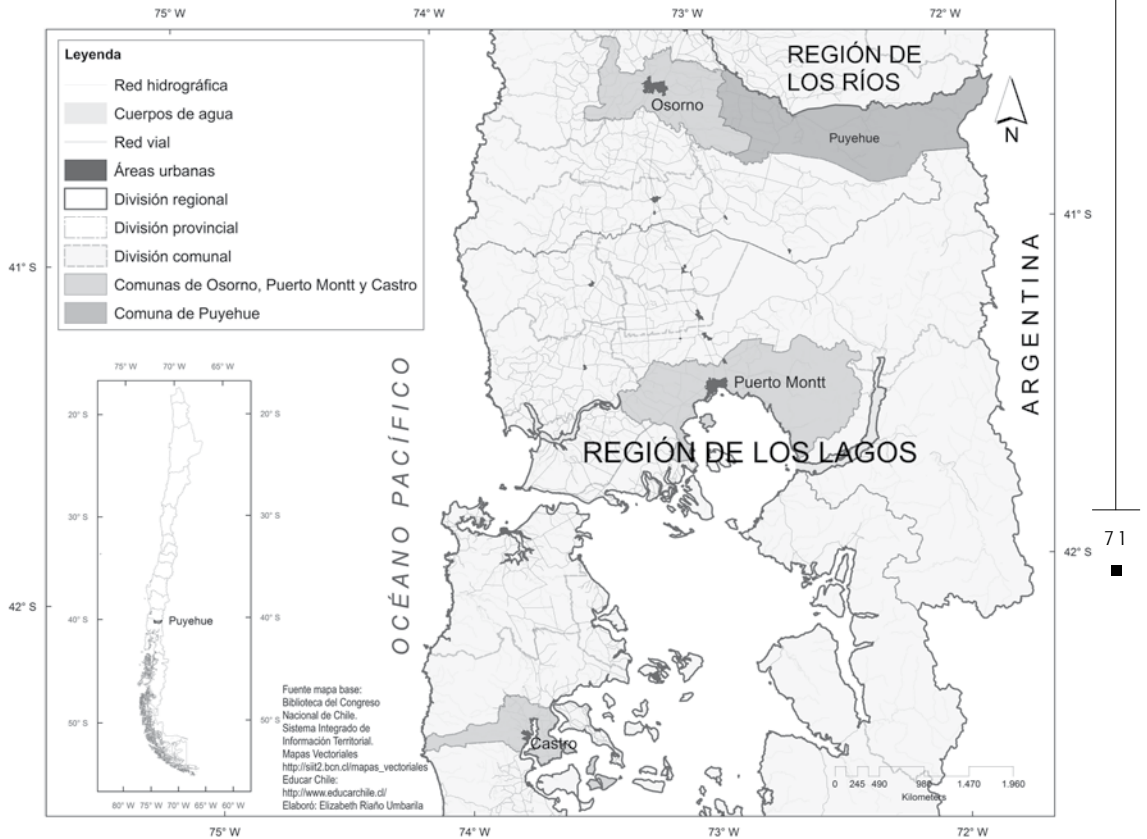 75° W
74° W
73° W
72° W
Leyenda
Red hidrográfica
Cuerpos de agua
Red vial
Áreas urbanas
División regional
División provincial
División comunal
Comunas de Osorno, Puerto Montt y Castro
Comuna de Puyehue
REGIÓN DE
LOS RÍOS
Osorno
Puyehue
N
41° S
41° S
ARGENTINA
Puerto Montt
REGIÓN DE LOS LAGOS
OCÉANO PACÍFICO
75° W
70° W
65° W
20° S
20° S
30° S
30° S
40° S
Puyehue
40° S
50° S
50° S
80° W
75° W
70° W
65° W
60° W
42° S
42° S
71
Fuente mapa base:
Biblioteca del Congreso
Nacional de Chile.
Sistema Integrado de
Información Territorial.
Mapas Vectoriales
http://siit2.bcn.cl/mapas_vectoriales
Educar Chile:
http://www.educarchile.cl/
Elaboró: Elizabeth Riaño Umbarila
Castro
0 245 490 980 1.470 1.960
Kilometers
75° W
74° W
73° W
72° W